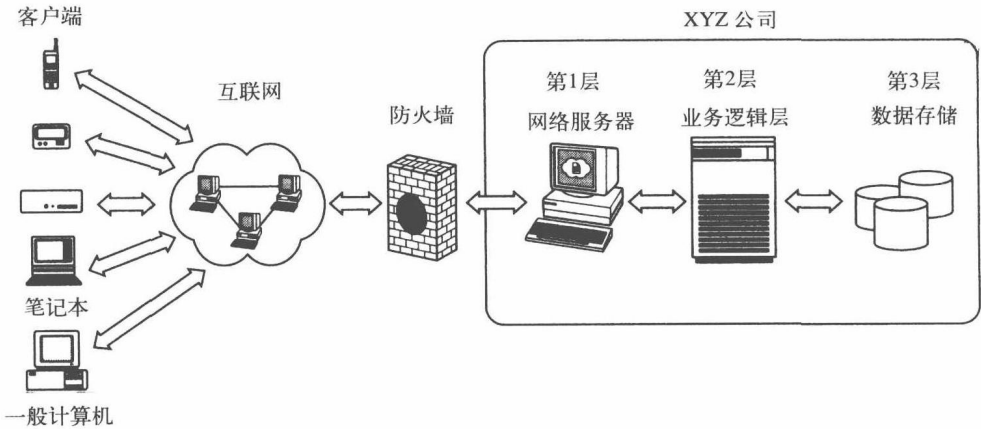 客户端
XYZ 公司
互联网
防火墙
第1层
网络服务器
第2层
业务逻辑层
第3层
数据存储
笔记本
一般计算机